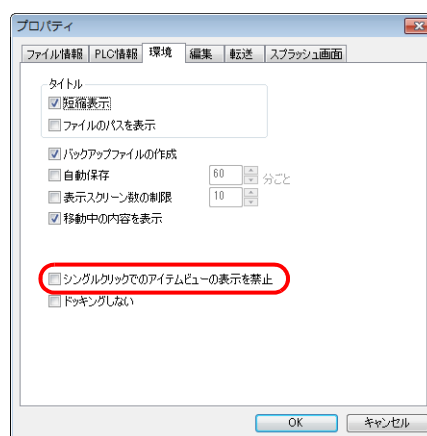 プロパティ
ファイル情報 PLC情報 環境 編集 転送 スプラッシュ画面
タイトル
短縮表示
ファイルのパスを表示
バックアップファイルの作成
自動保存 60 分ごと
表示スクリーン数の制限 10
移動中の内容を表示
シングルクリックでのアイテムビューの表示を禁止
ドッキングしない
OK キャンセル